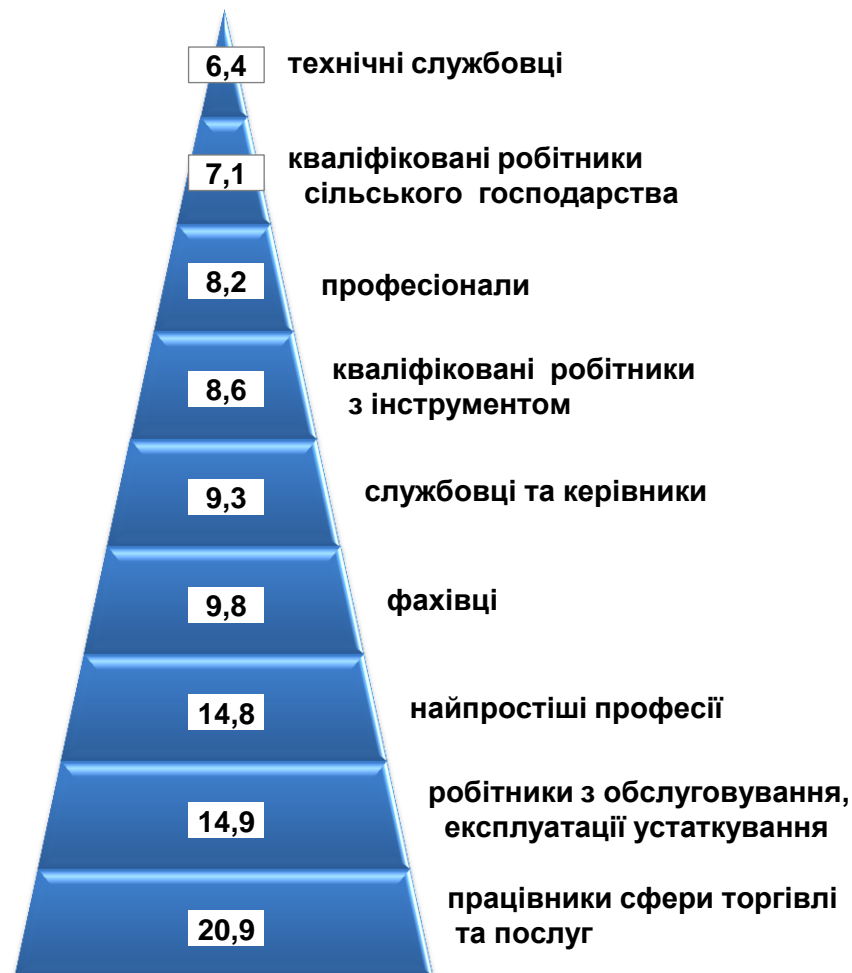 6,4 технічні службовці
кваліфіковані робітники
7,1
сільського господарства
8,2 професіонали
кваліфіковані робітники
8,6
з інструментом
9,3 службовці та керівники
9,8 фахівці
14,8 найпростіші професії
робітники з обслуговування,
14,9
експлуатації устаткування
працівники сфери торгівлі
20,9
та послуг